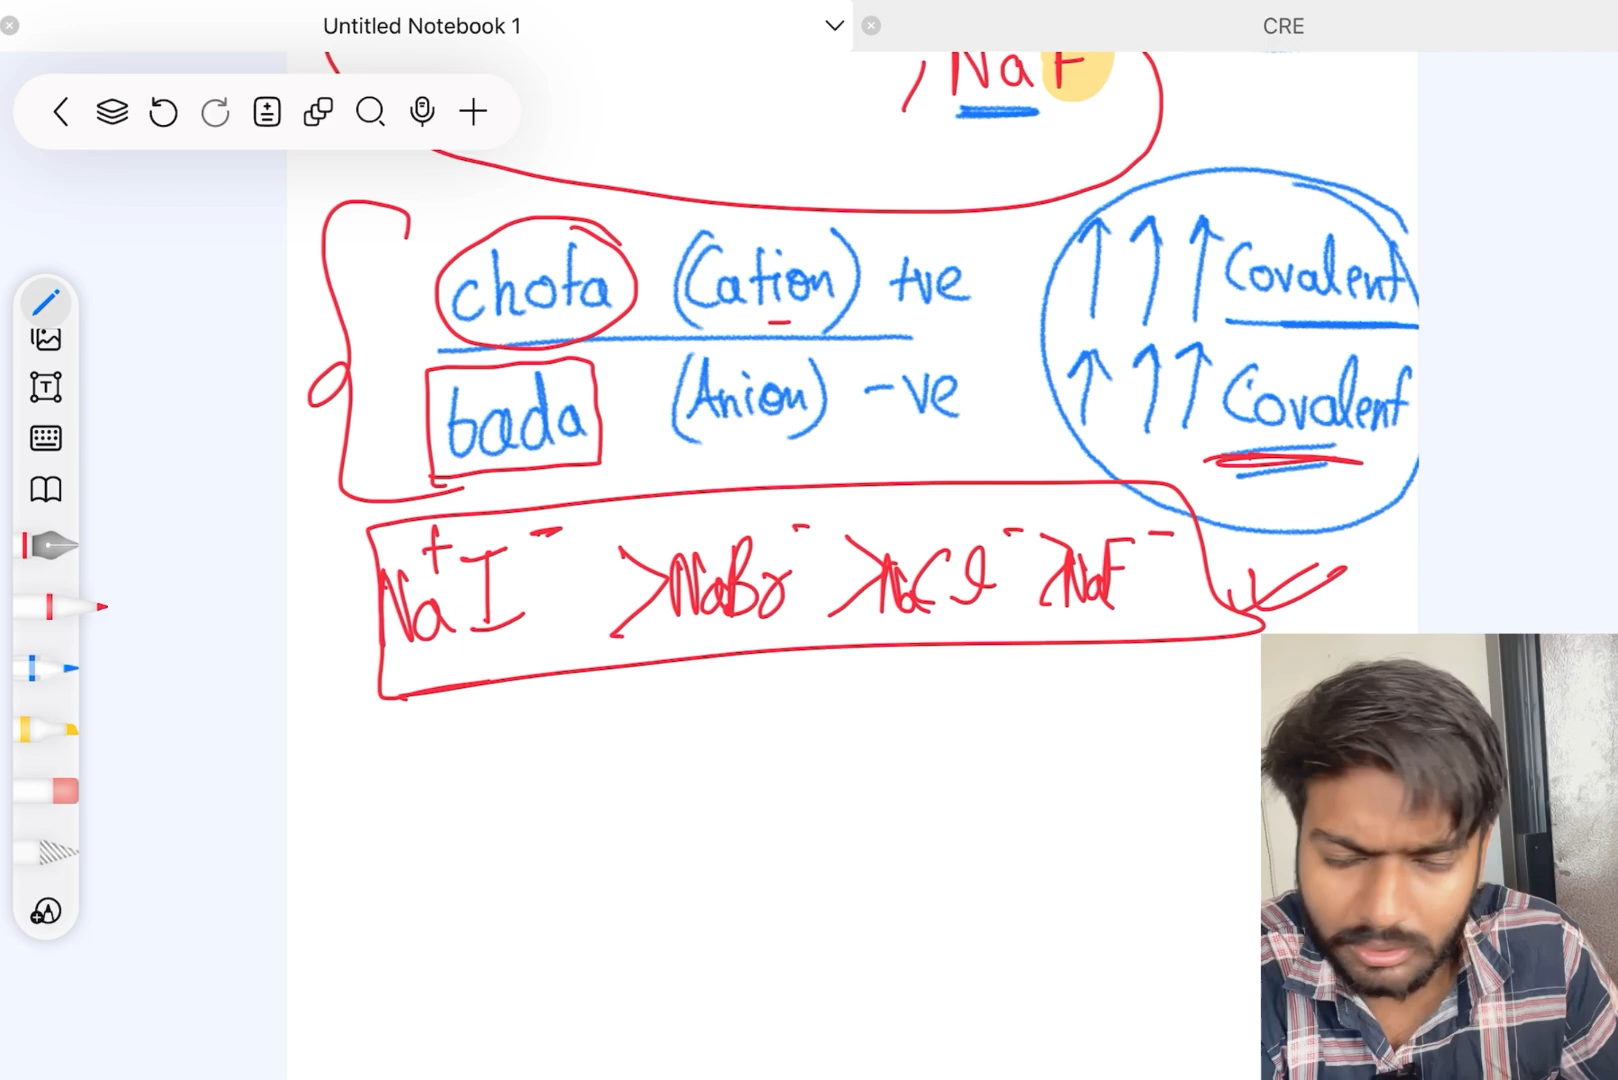 Untitled Notebook 1
CRE
, NaF
chota (Cation) +ve ↑ ↑ ↑ Covalent
bada (Anion) -ve ↑ ↑ ↑ Covalent
Na⁺I⁻ > NaBr⁻ > NaCl⁻ > NaF⁻